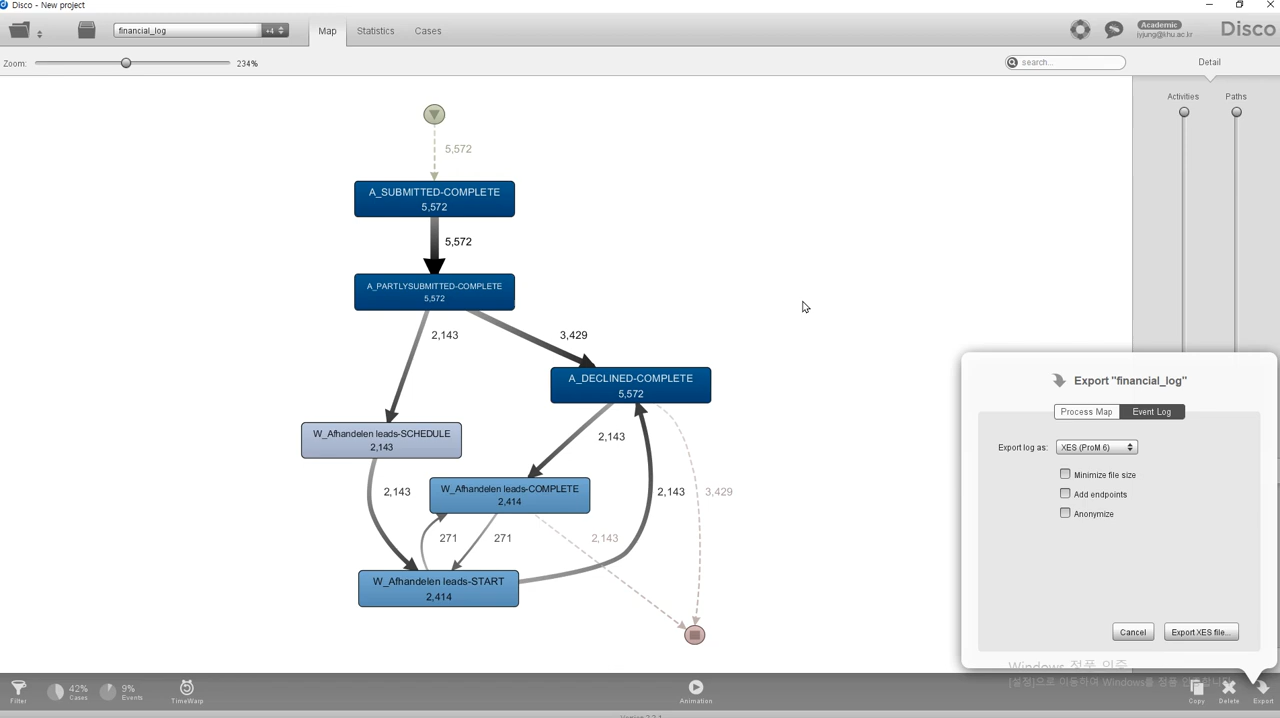 Disco - New project
financial_log
+4
Map
Statistics
Cases
Academic
Disco
Zoom:
234%
search...
Detail
Activities
Paths
5,572
A_SUBMITTED-COMPLETE
5,572
5,572
A_PARTLYSUBMITTED-COMPLETE
5,572
2,143
3,429
A_DECLINED-COMPLETE
5,572
W_Afhandelen leads-SCHEDULE
2,143
2,143
W_Afhandelen leads-COMPLETE
2,414
2,143
2,143
3,429
271
271
2,143
W_Afhandelen leads-START
2,414
Export "financial_log"
Process Map
Event Log
Export log as:
XES (ProM 6)
Minimize file size
Add endpoints
Anonymize
Cancel
Export XES file...
Windows 정품 인증
Filter
42%
Cases
9%
Events
TimeWarp
Animation
Copy
Delete
Export